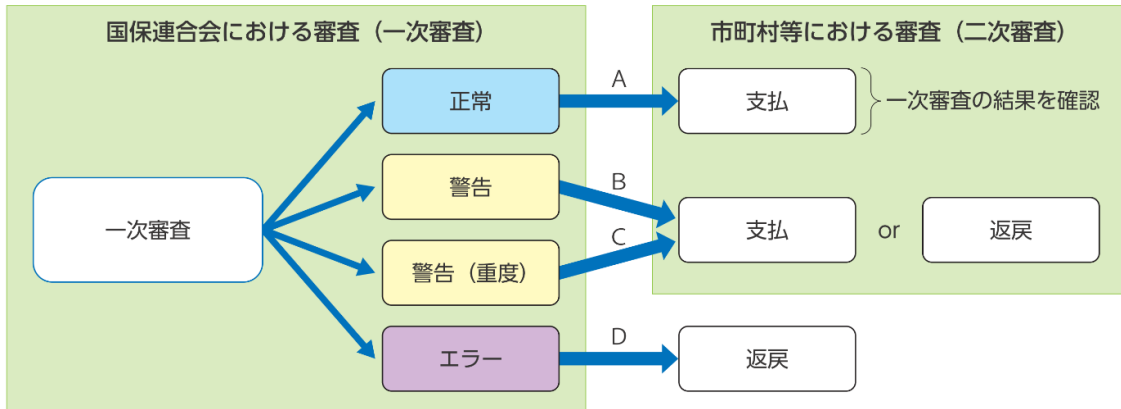 国保連合会における審査（一次審査）
市町村等における審査（二次審査）
一次審査
正常
A
支払
一次審査の結果を確認
警告
B
警告（重度）
C
支払
or
返戻
エラー
D
返戻